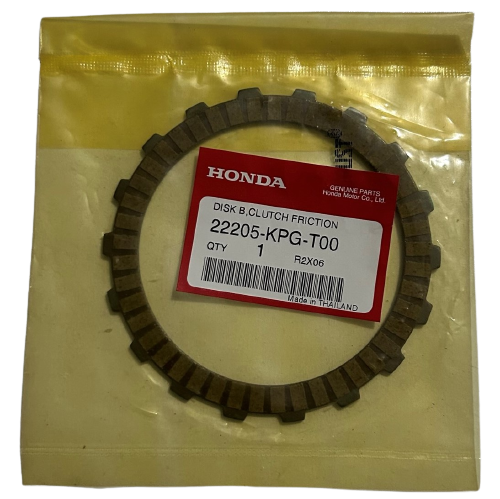 HONDA
GENUINE PARTS
Honda Motor Co., Ltd.
DISK B,CLUTCH FRICTION
22205-KPG-T00
QTY 1 R2X06
Made in THAILAND